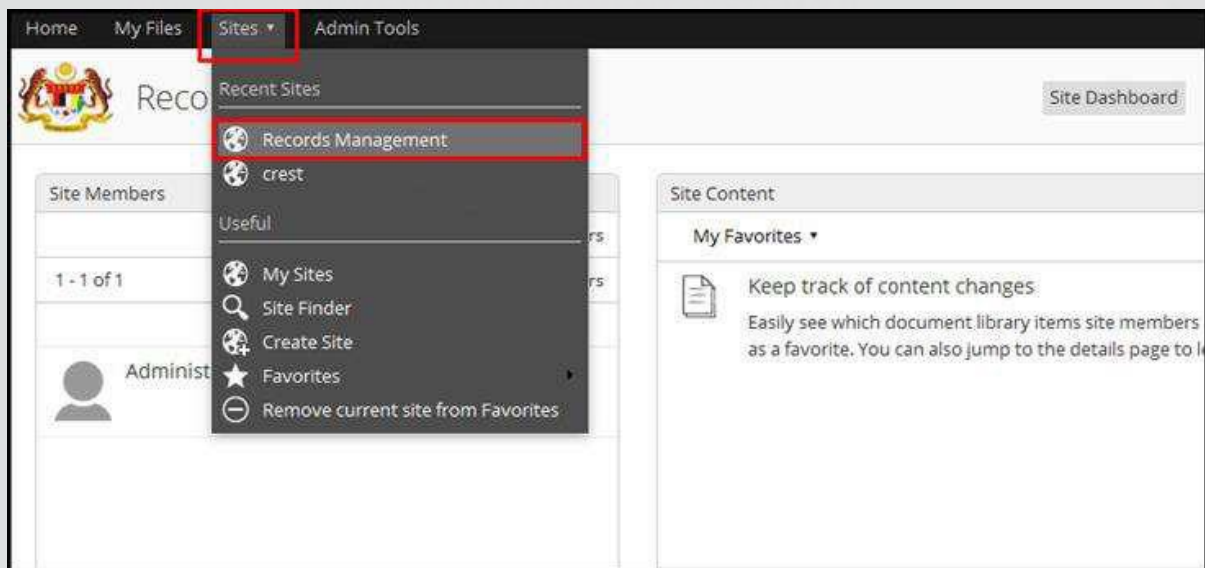 Home My Files Sites Admin Tools
Reco
Site Dashboard
Recent Sites
Records Management
crest
Useful
My Sites
Site Finder
Create Site
Favorites
Remove current site from Favorites
Site Members
rs
1 - 1 of 1
rs
Administ
Site Content
My Favorites
Keep track of content changes
Easily see which document library items site members
as a favorite. You can also jump to the details page to le